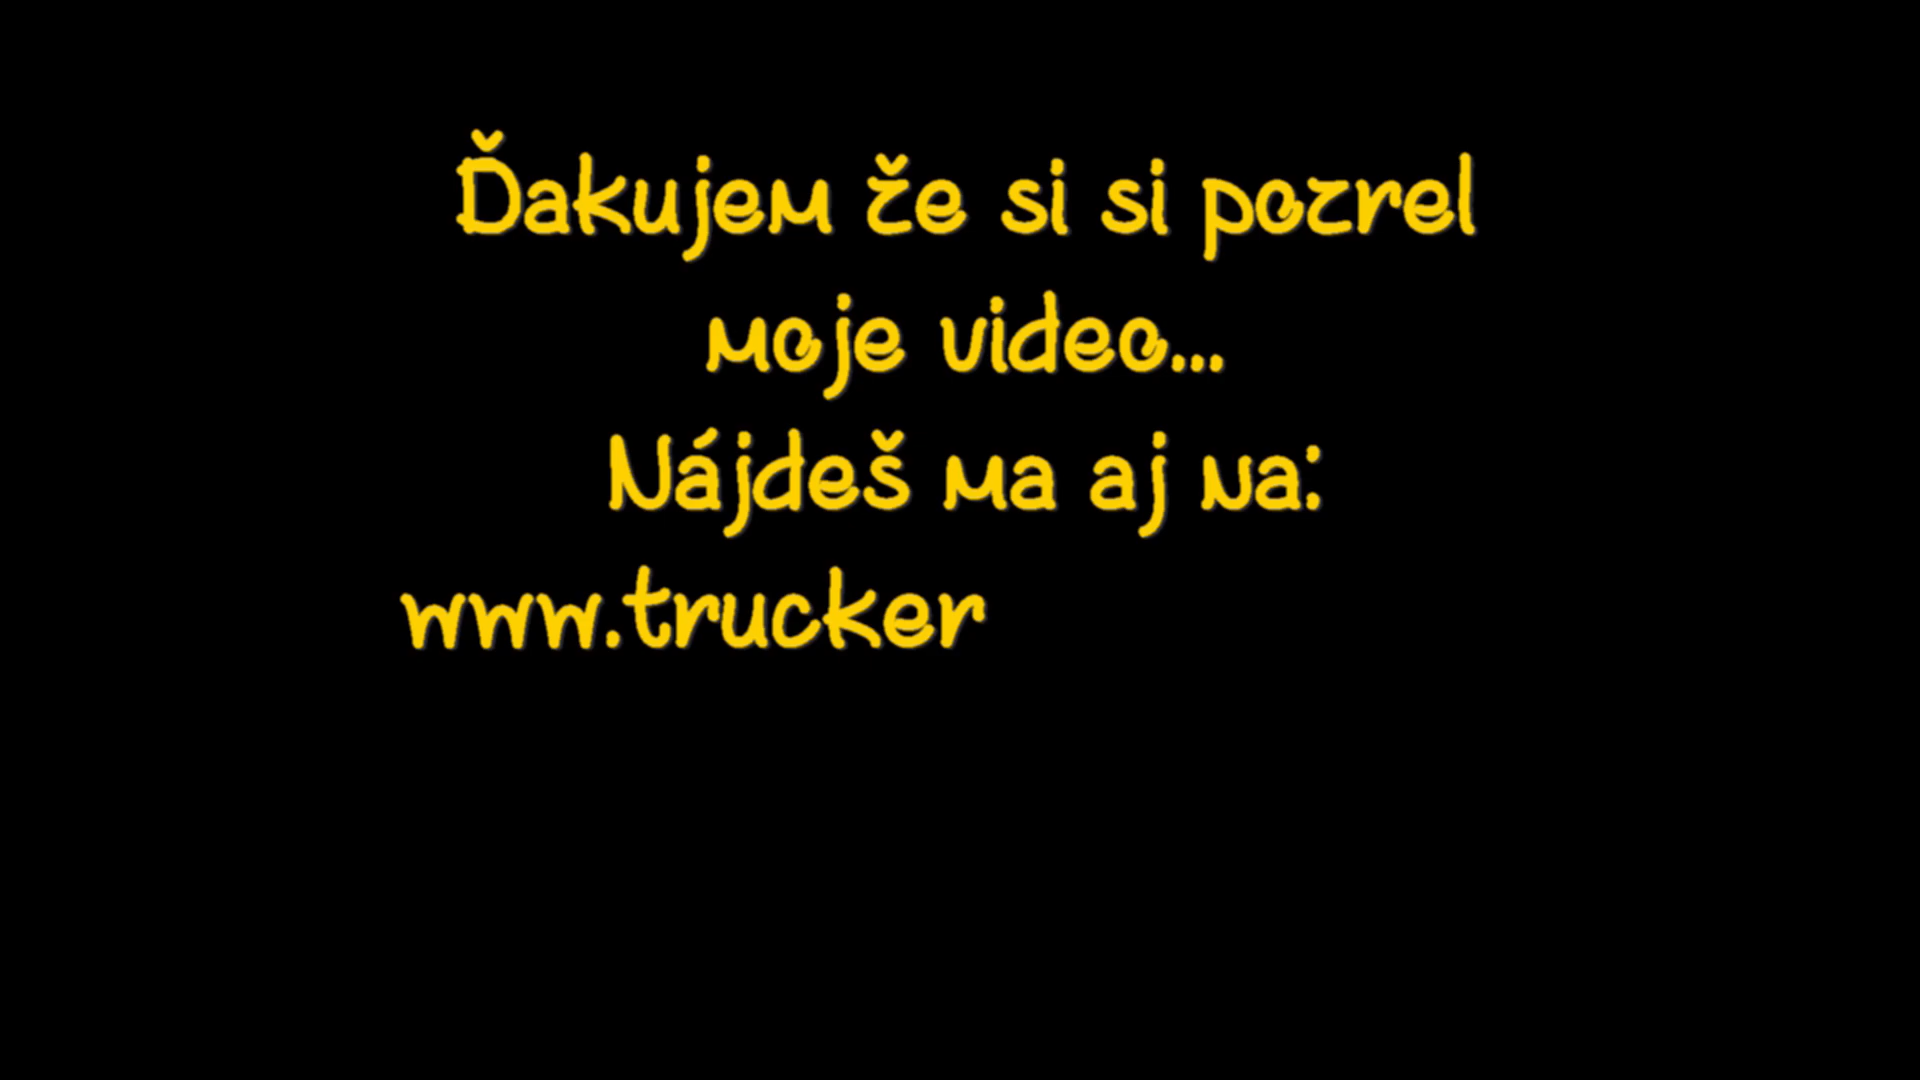 Ďakujem že si si pozrel
moje video...
Nájdeš ma aj na:
www.trucker